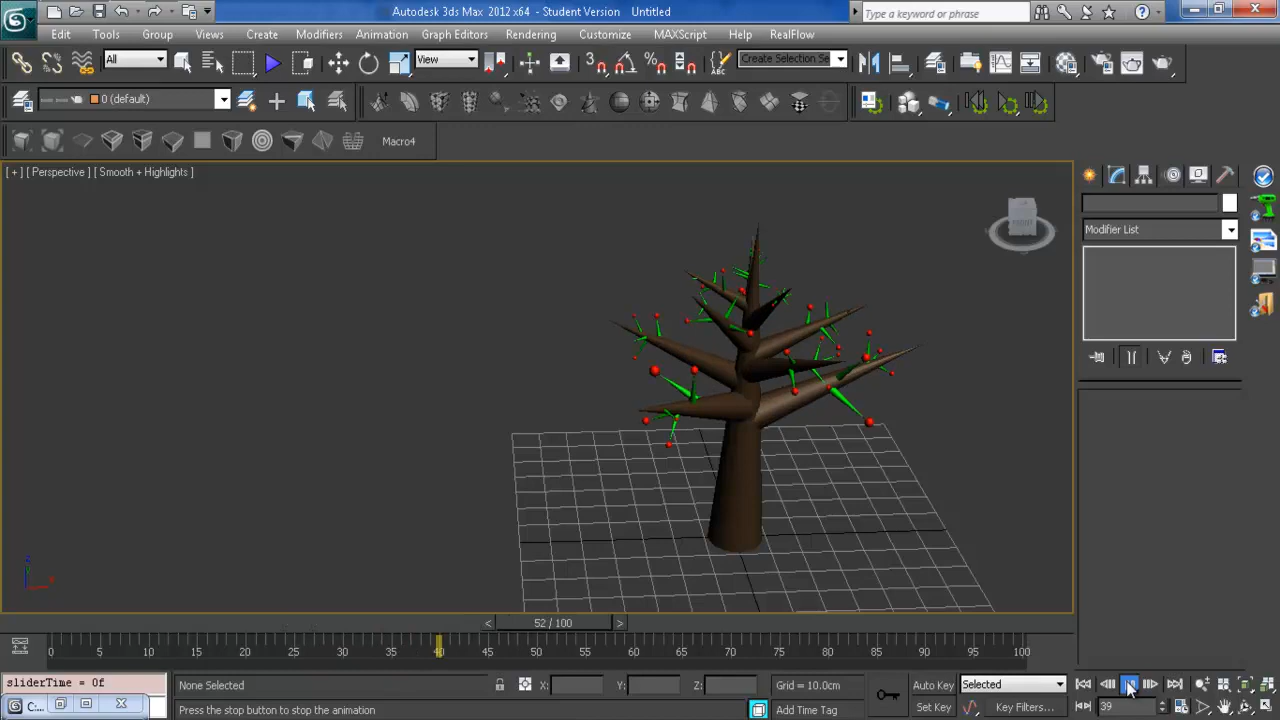 Autodesk 3ds Max 2012 x64 - Student Version Untitled
Type a keyword or phrase
Edit Tools Group Views Create Modifiers Animation Graph Editors Rendering Customize MAXScript Help RealFlow
All View Create Selection Se
0 (default)
Macro4
[ + ] [ Perspective ] [ Smooth + Highlights ]
Modifier List
< 52 / 100 >
0 5 10 15 20 25 30 35 40 45 50 55 60 65 70 75 80 85 90 95 100
sliderTime = 0f
None Selected X: Y: Z: Grid = 10.0cm Auto Key Selected
C...
Press the stop button to stop the animation Add Time Tag Set Key Key Filters... 39